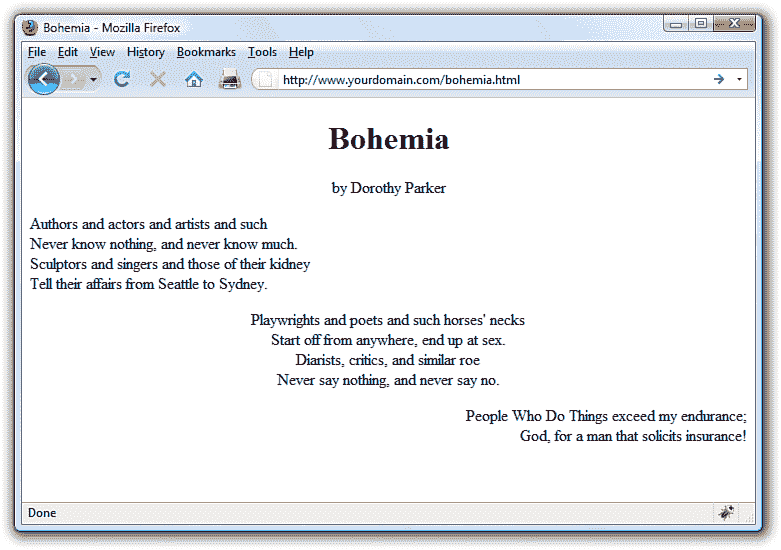 Bohemia - Mozilla Firefox
File Edit View History Bookmarks Tools Help
http://www.yourdomain.com/bohemia.html
Bohemia
by Dorothy Parker
Authors and actors and artists and such
Never know nothing, and never know much.
Sculptors and singers and those of their kidney
Tell their affairs from Seattle to Sydney.
Playwrights and poets and such horses' necks
Start off from anywhere, end up at sex.
Diarists, critics, and similar roe
Never say nothing, and never say no.
People Who Do Things exceed my endurance;
God, for a man that solicits insurance!
Done